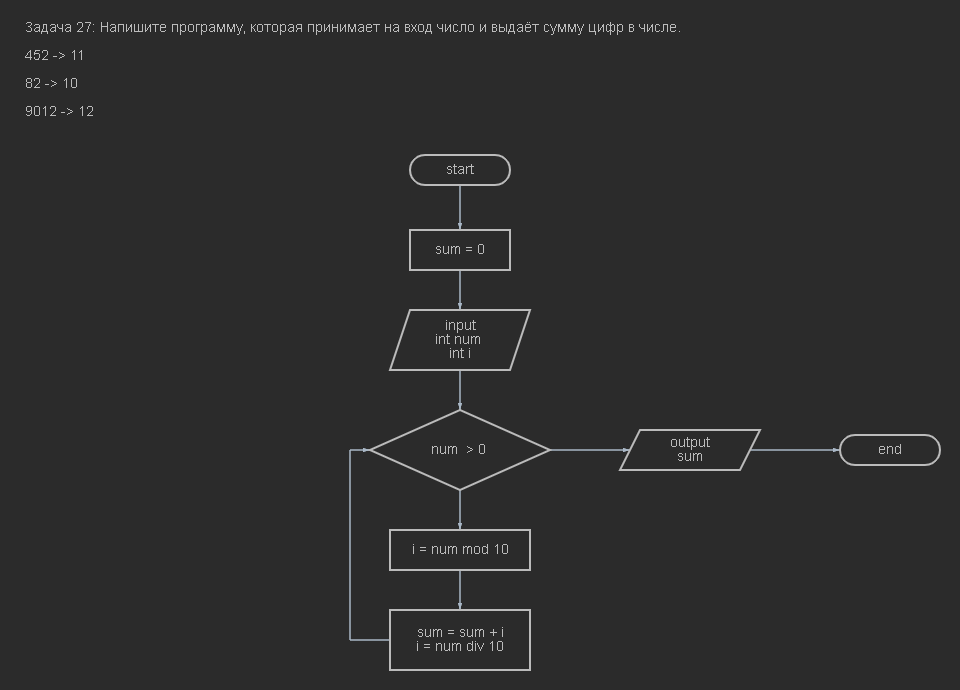 Задача 27: Напишите программу, которая принимает на вход число и выдаёт сумму цифр в числе.
452 -> 11
82 -> 10
9012 -> 12
start
sum = 0
input
int num
int i
num > 0
output
sum
end
i = num mod 10
sum = sum + i
i = num div 10